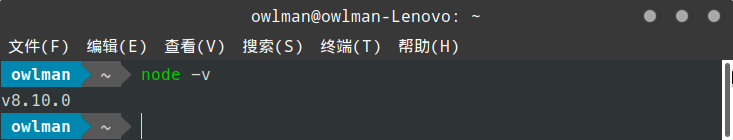 owlman@owlman-Lenovo: ~
文件(F) 编辑(E) 查看(V) 搜索(S) 终端(T) 帮助(H)
owlman ~ node -v
v8.10.0
owlman ~